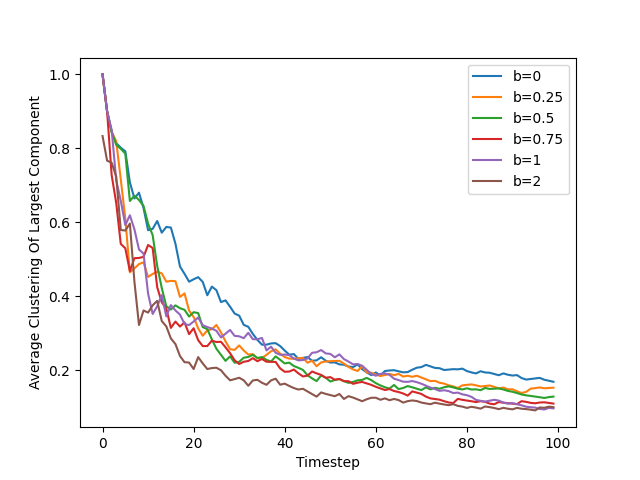 1.0
0.8
0.6
0.4
0.2
Average Clustering Of Largest Component
0
20
40
60
80
100
Timestep
b=0
b=0.25
b=0.5
b=0.75
b=1
b=2